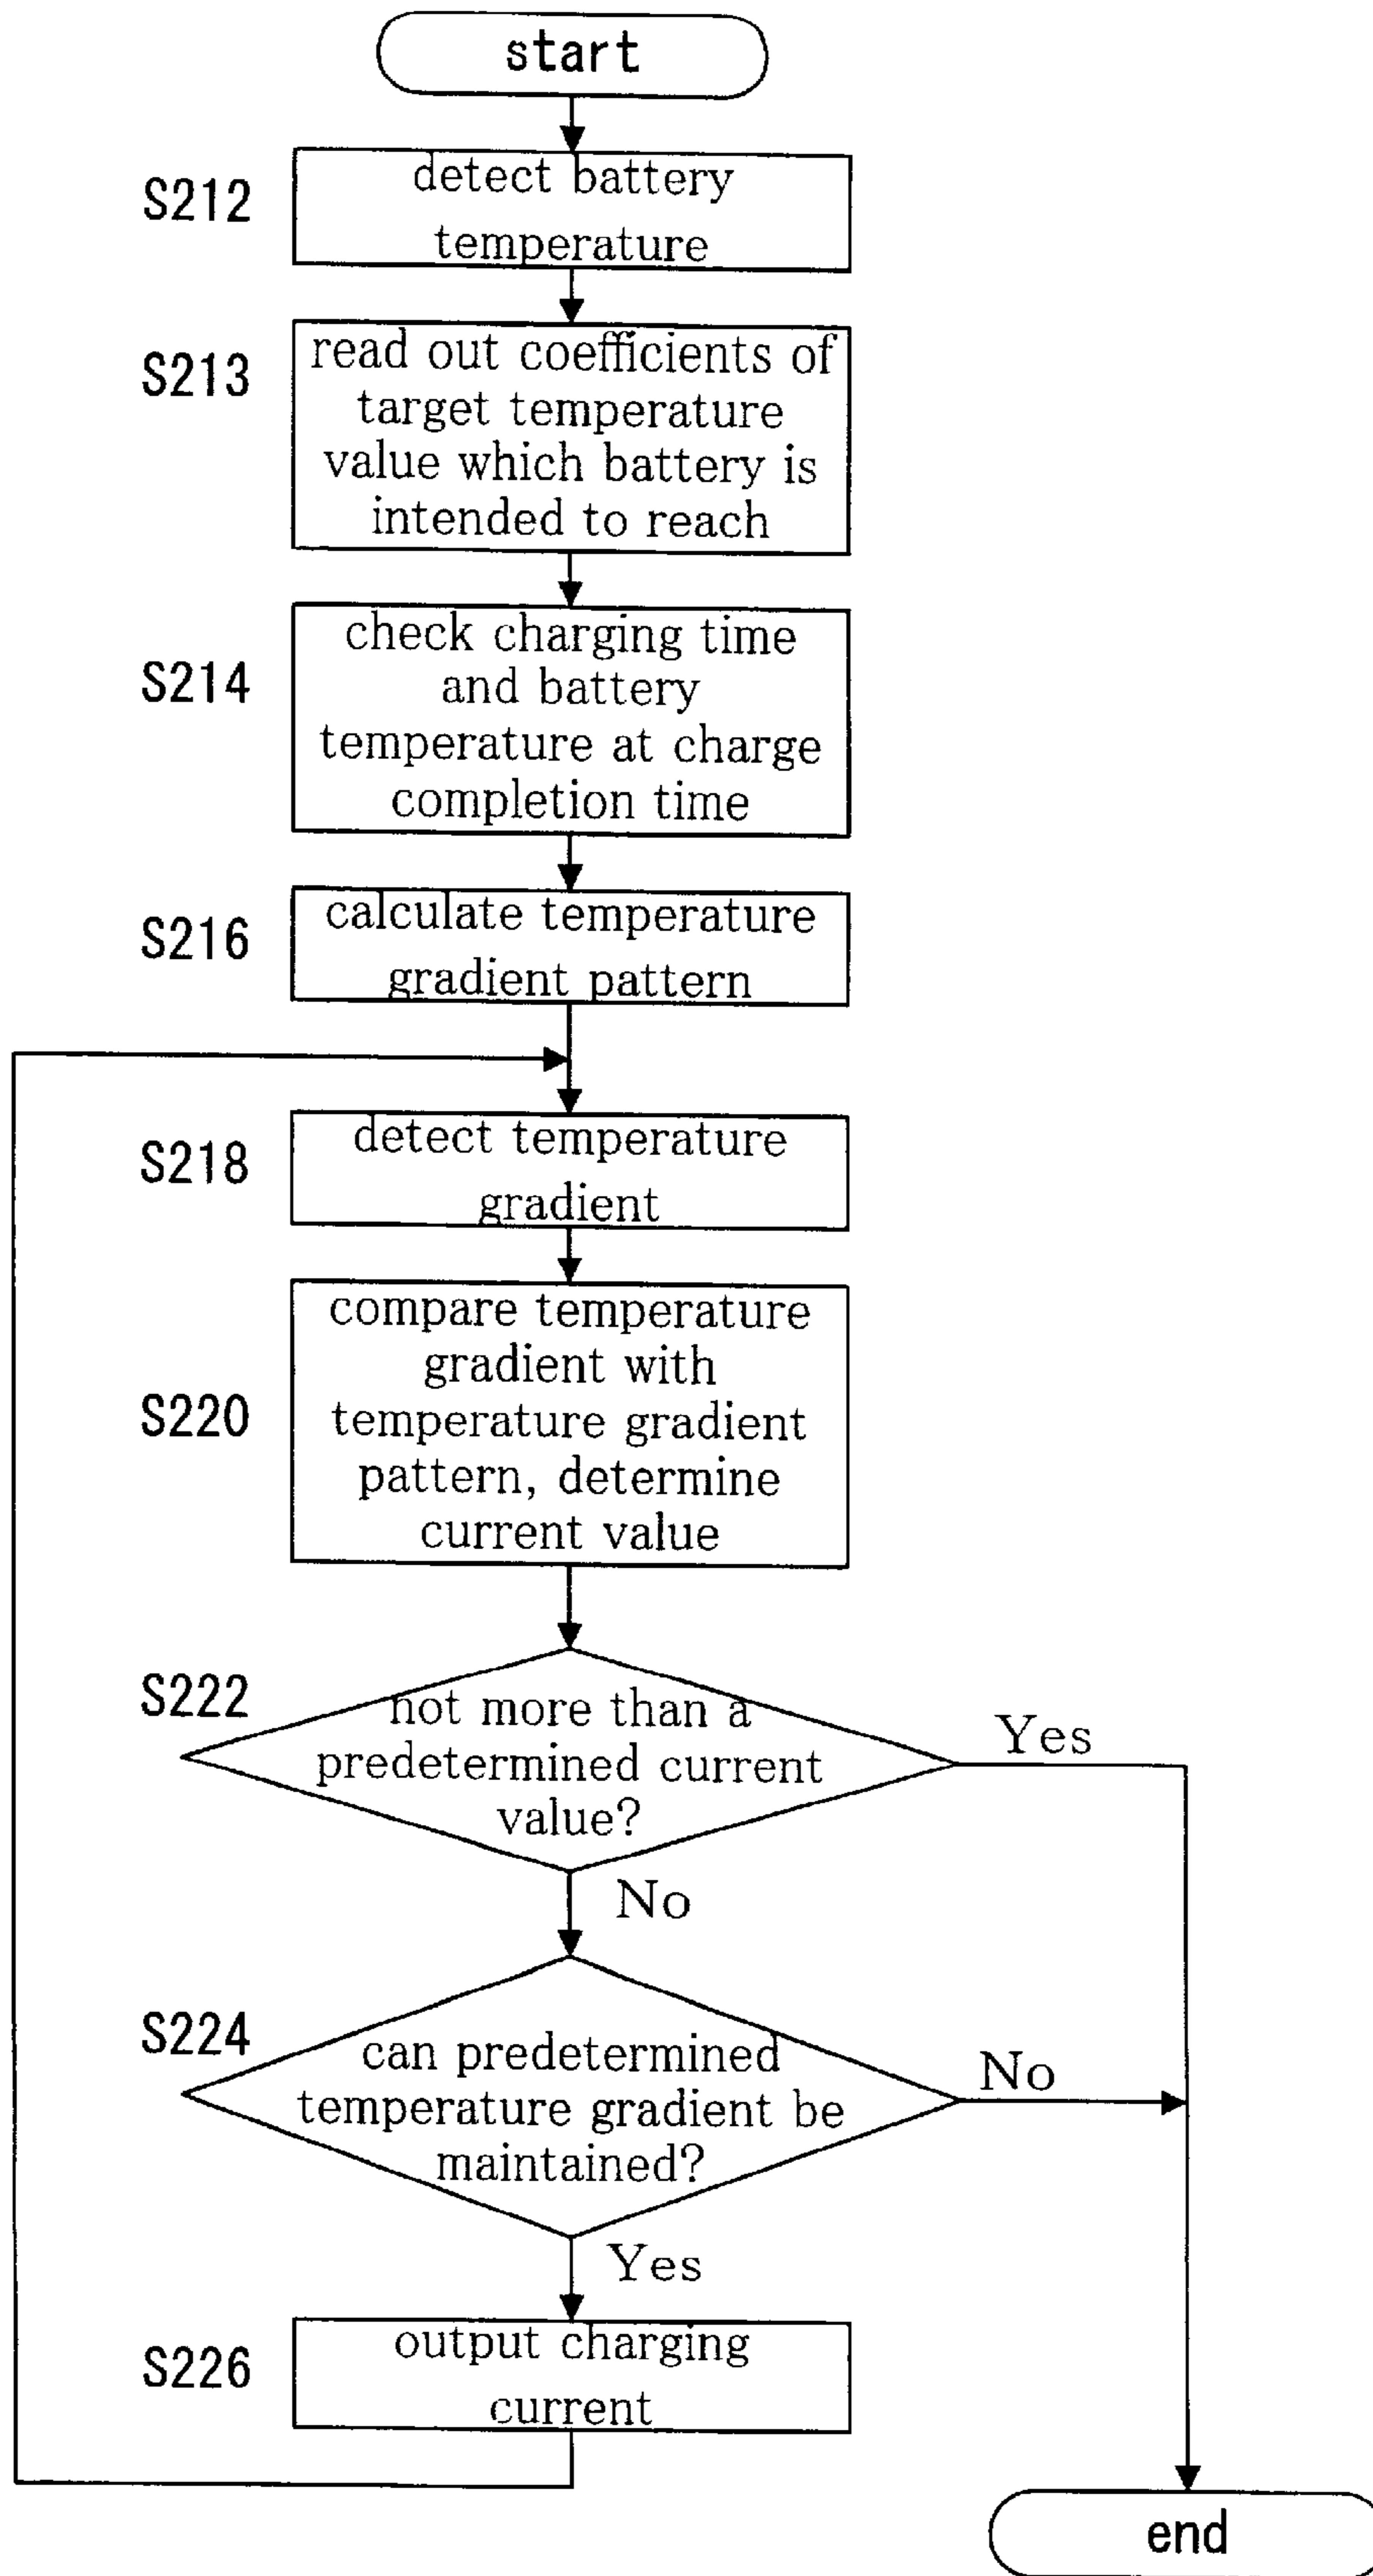 start
S212
detect battery
temperature
S213
read out coefficients of
target temperature
value which battery is
intended to reach
S214
check charging time
and battery
temperature at charge
completion time
S216
calculate temperature
gradient pattern
S218
detect temperature
gradient
S220
compare temperature
gradient with
temperature gradient
pattern, determine
current value
S222
not more than a
predetermined current
value?
Yes
No
S224
can predetermined
temperature gradient be
maintained?
No
Yes
S226
output charging
current
end